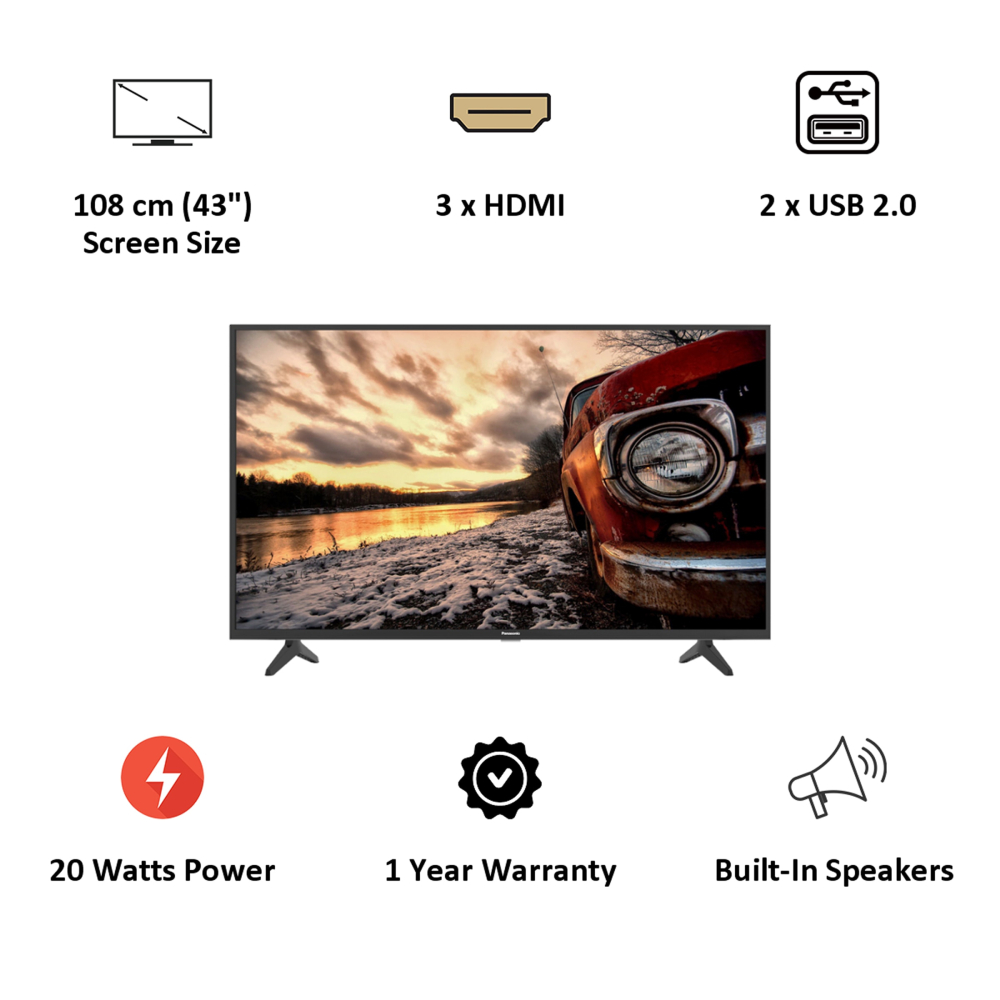 108 cm (43")
Screen Size
3 x HDMI
2 x USB 2.0
Panasonic
20 Watts Power
1 Year Warranty
Built-In Speakers